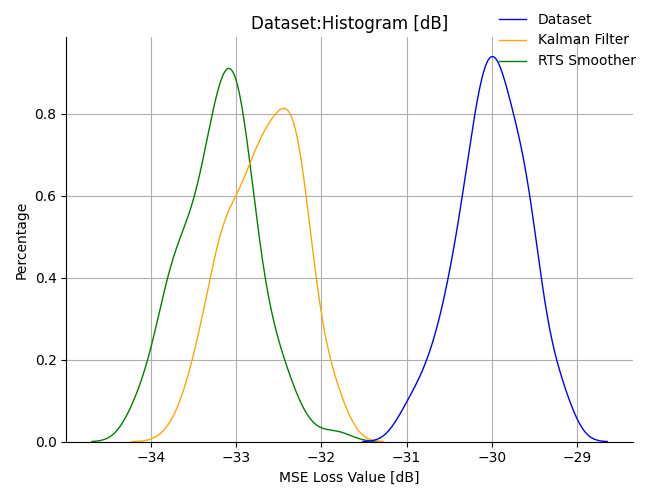 Dataset:Histogram [dB]
Dataset
Kalman Filter
RTS Smoother
Percentage
0.8
0.6
0.4
0.2
0.0
−34 −33 −32 −31 −30 −29
MSE Loss Value [dB]